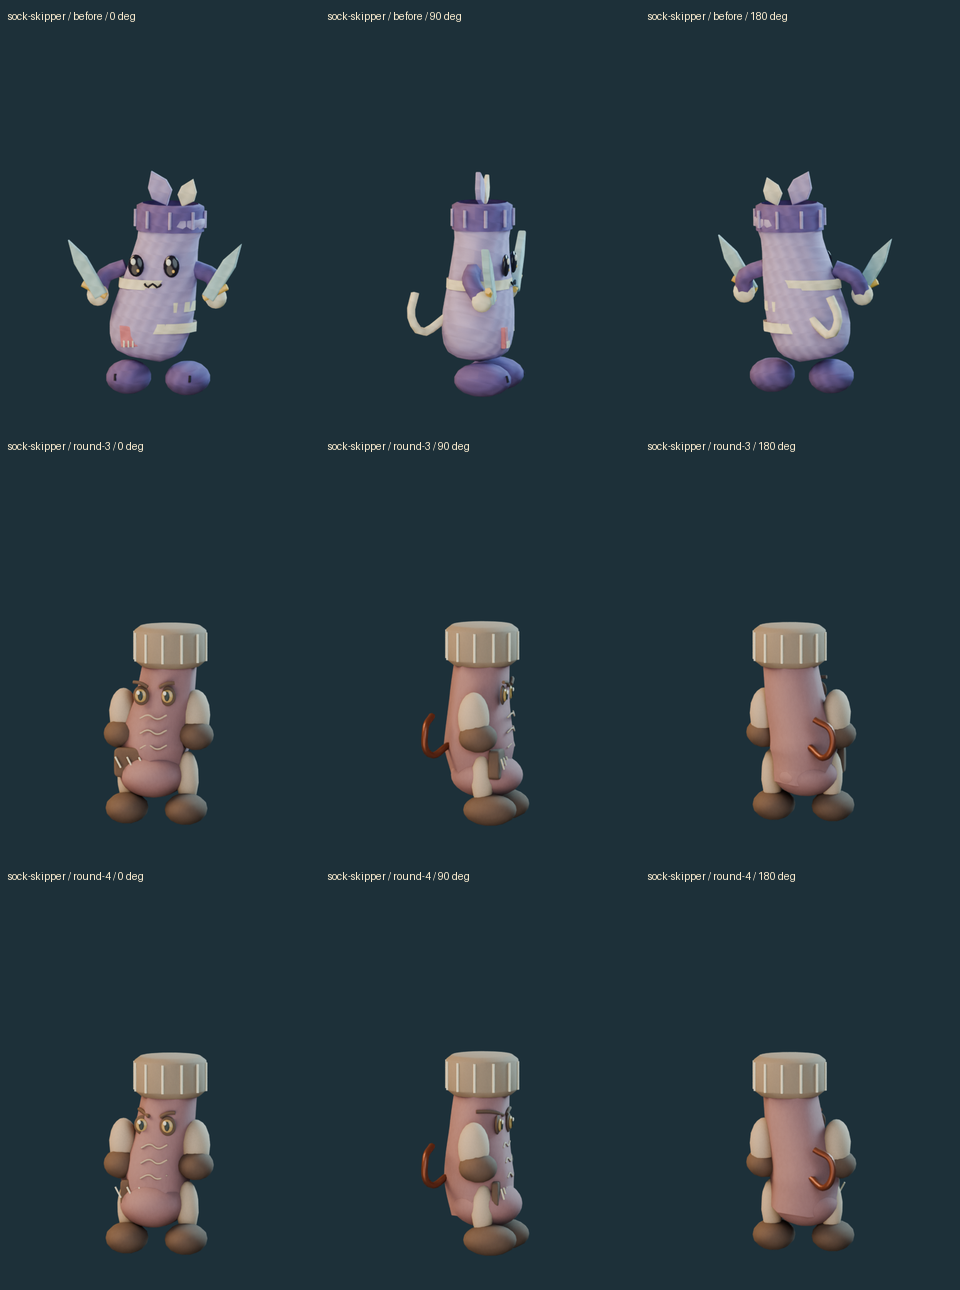 sock-skipper / before / 0 deg
sock-skipper / before / 90 deg
sock-skipper / before / 180 deg
sock-skipper / round-3 / 0 deg
sock-skipper / round-3 / 90 deg
sock-skipper / round-3 / 180 deg
sock-skipper / round-4 / 0 deg
sock-skipper / round-4 / 90 deg
sock-skipper / round-4 / 180 deg